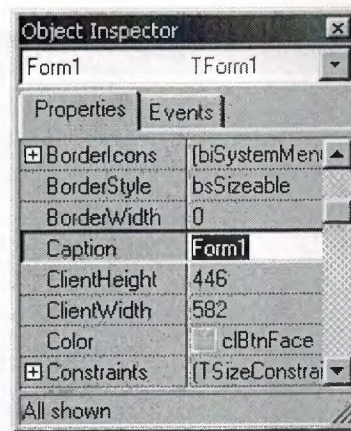 Object Inspector
Form1 TForm1
Properties Events
BorderIcons [biSystemMen
BorderStyle bsSizeable
BorderWidth 0
Caption Form1
ClientHeight 446
ClientWidth 582
Color clBtnFace
Constraints (TSizeConstrai
All shown